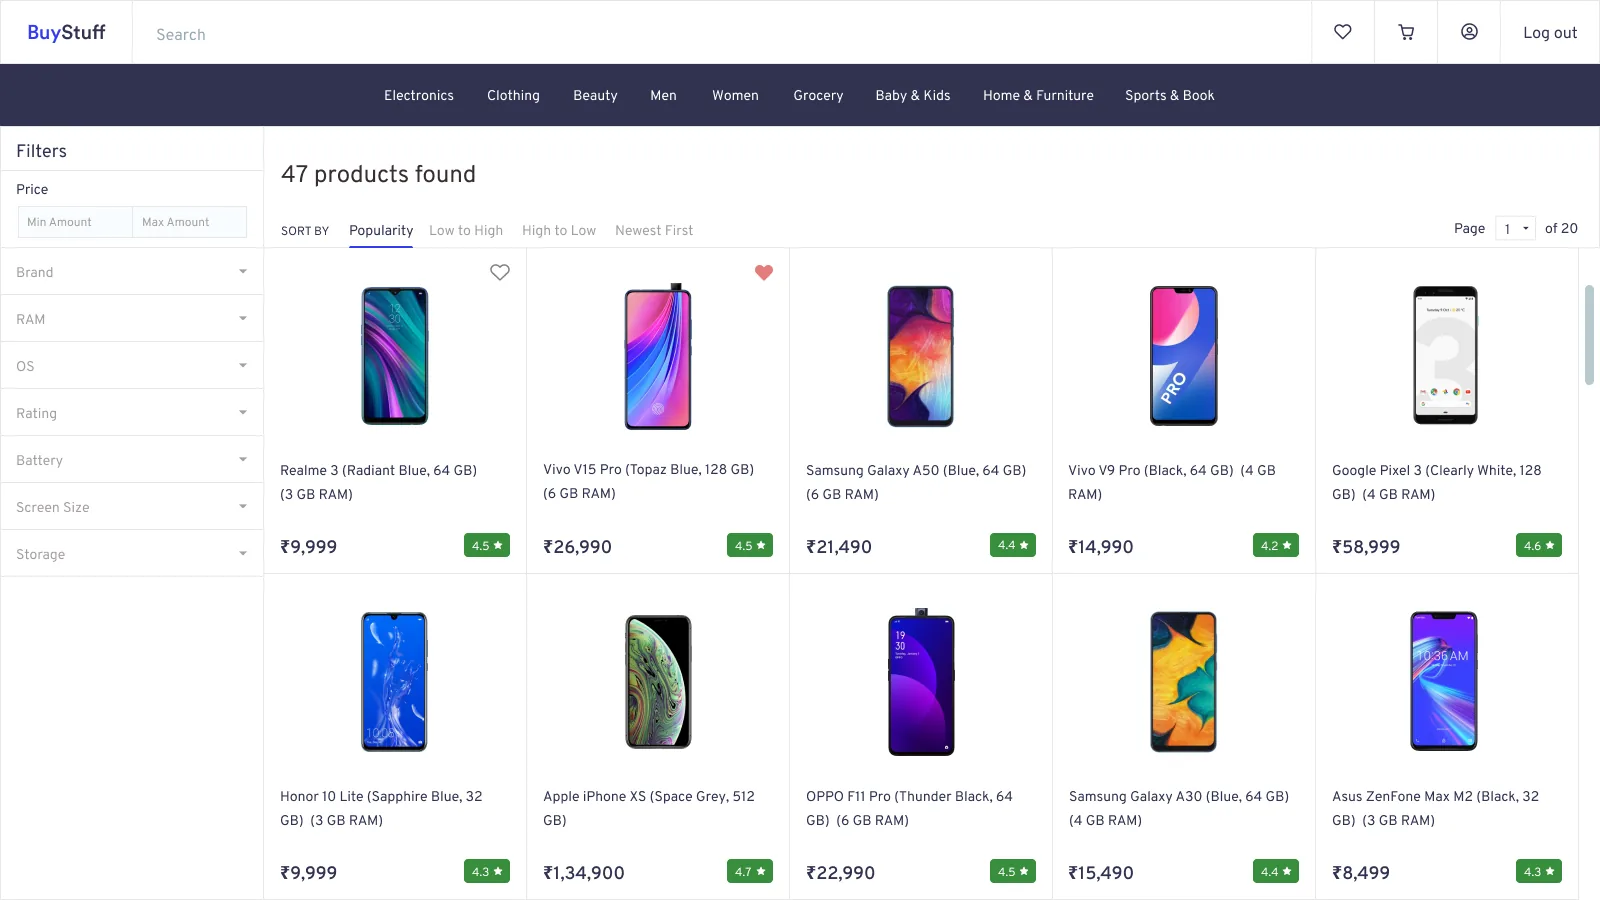 BuyStuff
Search
Log out
Electronics
Clothing
Beauty
Men
Women
Grocery
Baby & Kids
Home & Furniture
Sports & Book
Filters
Price
Min Amount
Max Amount
Brand
RAM
OS
Rating
Battery
Screen Size
Storage
47 products found
SORT BY
Popularity
Low to High
High to Low
Newest First
Page 1 of 20
12
30
Realme 3 (Radiant Blue, 64 GB)
(3 GB RAM)
₹9,999
4.5
Vivo V15 Pro (Topaz Blue, 128 GB)
(6 GB RAM)
₹26,990
4.5
Samsung Galaxy A50 (Blue, 64 GB)
(6 GB RAM)
₹21,490
4.4
PRO
Vivo V9 Pro (Black, 64 GB) (4 GB
RAM)
₹14,990
4.2
3
Google Pixel 3 (Clearly White, 128
GB) (4 GB RAM)
₹58,999
4.6
Honor 10 Lite (Sapphire Blue, 32
GB) (3 GB RAM)
₹9,999
4.3
Apple iPhone XS (Space Grey, 512
GB)
₹1,34,900
4.7
19
30
OPPO F11 Pro (Thunder Black, 64
GB) (6 GB RAM)
₹22,990
4.5
Samsung Galaxy A30 (Blue, 64 GB)
(4 GB RAM)
₹15,490
4.4
10:36 AM
Asus ZenFone Max M2 (Black, 32
GB) (3 GB RAM)
₹8,499
4.3